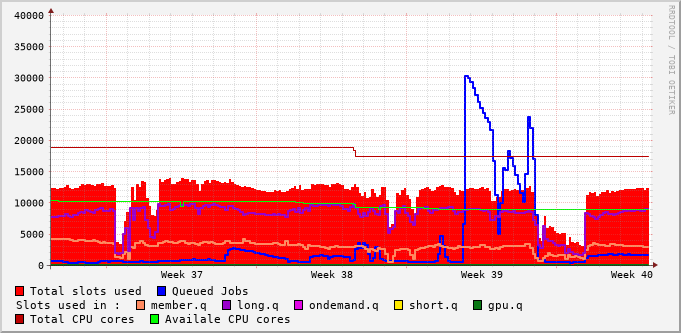 40000
35000
30000
25000
20000
15000
10000
5000
0
Week 37 Week 38 Week 39 Week 40
RRDTOOL / TOBI OETIKER
Total slots used Queued Jobs
Slots used in : member.q long.q ondemand.q short.q gpu.q
Total CPU cores Availale CPU cores